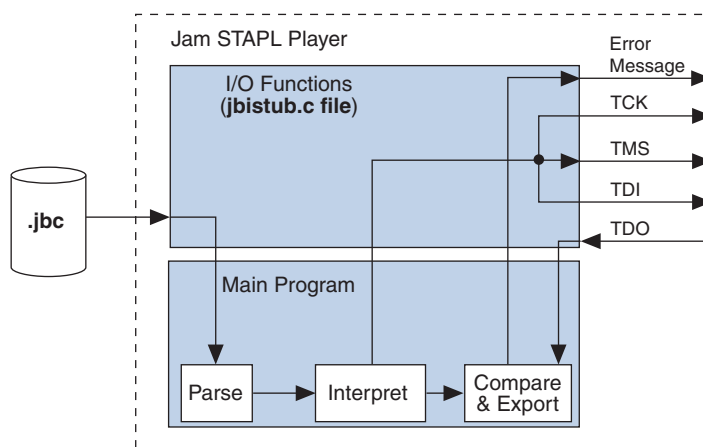 Jam STAPL Player
I/O Functions
(jbistub.c file)
Error
Message
TCK
TMS
TDI
TDO
.jbc
Main Program
Parse
Interpret
Compare
& Export